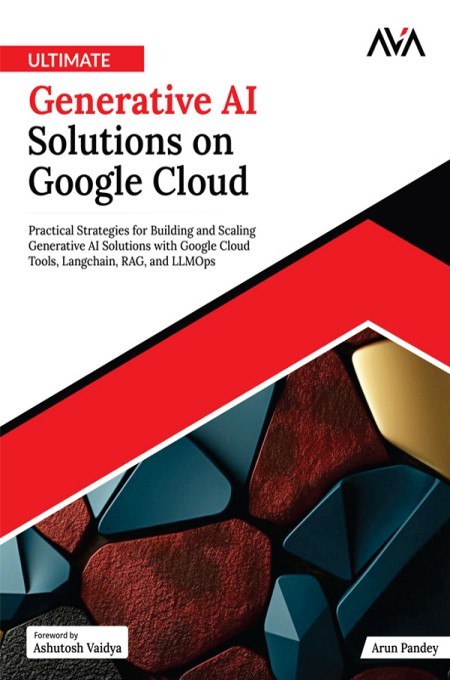 AVA
ULTIMATE
Generative AI
Solutions on
Google Cloud
Practical Strategies for Building and Scaling
Generative AI Solutions with Google Cloud
Tools, Langchain, RAG, and LLMOps
Foreword by
Ashutosh Vaidya
Arun Pandey